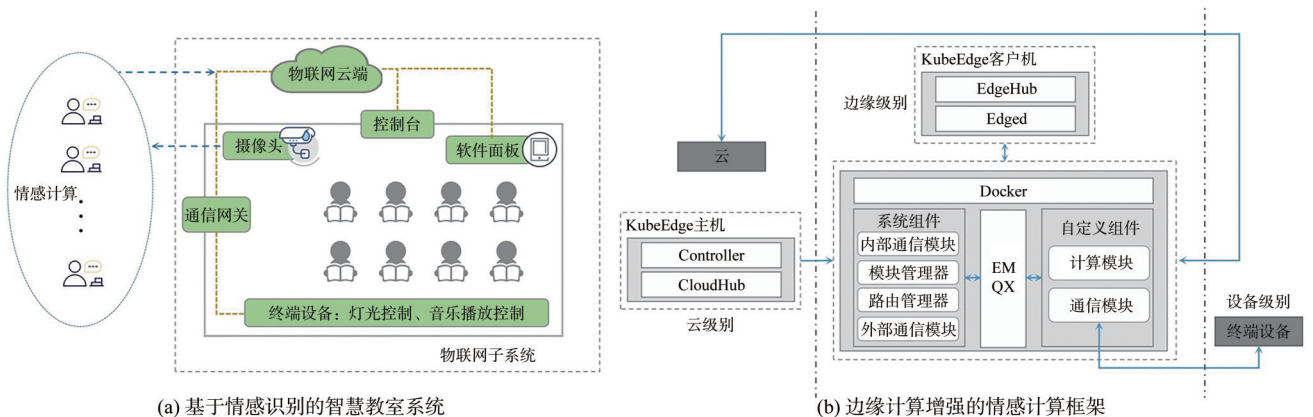 物联网云端
控制台
摄像头
软件面板
情感计算
通信网关
终端设备：灯光控制、音乐播放控制
物联网子系统
(a) 基于情感识别的智慧教室系统
KubeEdge客户机
EdgeHub
Edged
边缘级别
云
Docker
KubeEdge主机
Controller
CloudHub
云级别
系统组件
内部通信模块
模块管理器
路由管理器
外部通信模块
EM
QX
自定义组件
计算模块
通信模块
设备级别
终端设备
(b) 边缘计算增强的情感计算框架